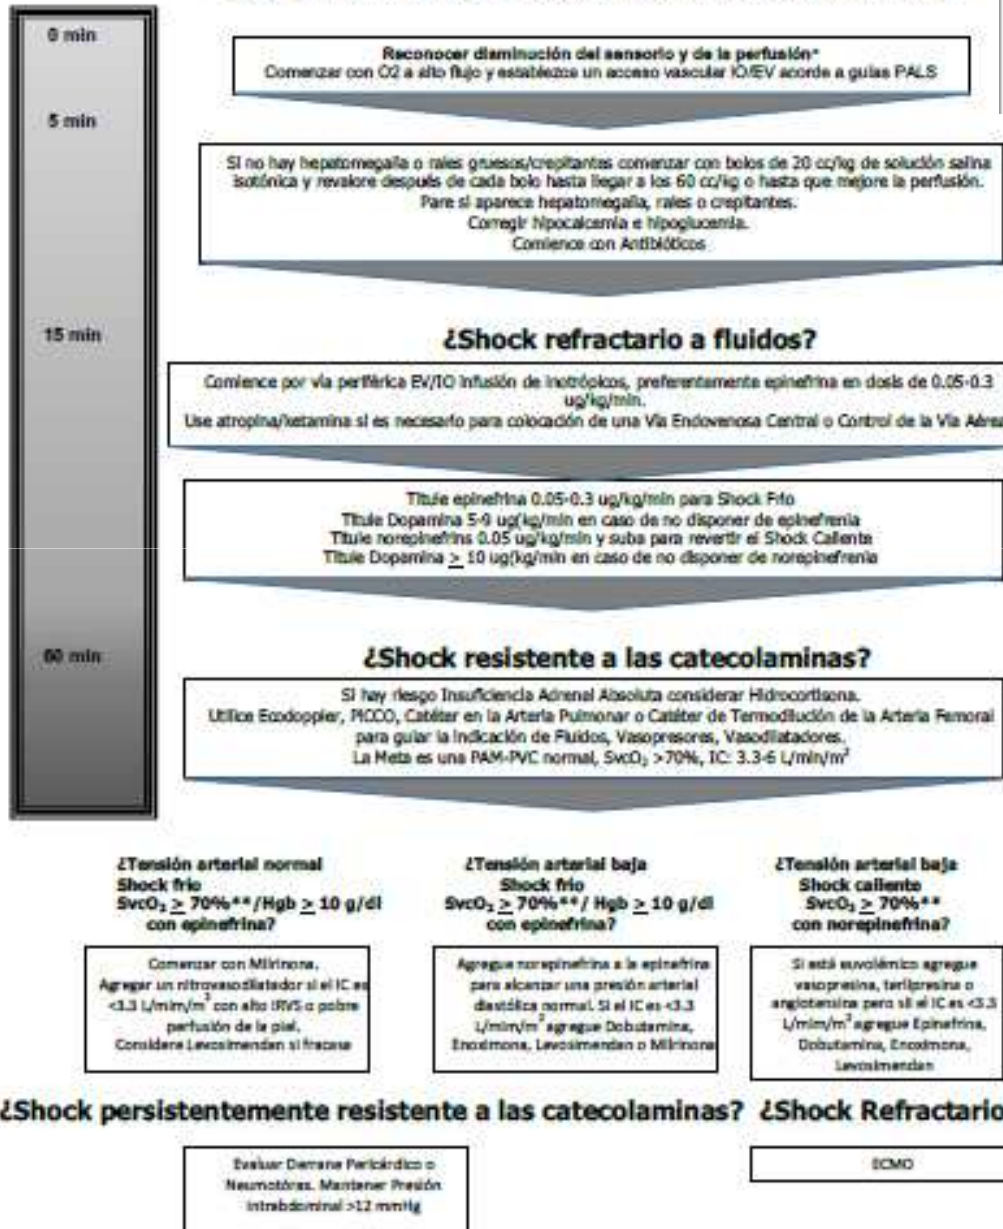 0 min
Reconocer disminución del sensorio y de la perfusión*
Comenzar con O2 a alto flujo y establezca un acceso vascular IO/EV acorde a guías PALS
5 min
Si no hay hepatomegalia o rales gruesos/crepitantes comenzar con bolos de 20 cc/kg de solución salina
isotónica y revalore después de cada bolo hasta llegar a los 60 cc/kg o hasta que mejore la perfusión.
Pare si aparece hepatomegalia, rales o crepitantes.
Corregir hipocalcemia e hipoglucemia.
Comience con Antibióticos
15 min
¿Shock refractario a fluidos?
Comience por vía periférica EV/IO infusión de inotrópicos, preferentemente epinefrina en dosis de 0.05-0.3
ug/kg/min.
Use atropina/ketamina si es necesario para colocación de una Vía Endovenosa Central o Control de la Vía Aérea
Titule epinefrina 0.05-0.3 ug/kg/min para Shock Frío
Titule Dopamina 5-9 ug(kg/min en caso de no disponer de epinefrenia
Titule norepinefrina 0.05 ug/kg/min y suba para revertir el Shock Caliente
Titule Dopamina ≥ 10 ug(kg/min en caso de no disponer de norepinefrenia
60 min
¿Shock resistente a las catecolaminas?
Si hay riesgo Insuficiencia Adrenal Absoluta considerar Hidrocortisona.
Utilice Ecodoppler, PICCO, Catéter en la Arteria Pulmonar o Catéter de Termodilución de la Arteria Femoral
para guiar la indicación de Fluidos, Vasopresores, Vasodilatadores.
La Meta es una PAM-PVC normal, SvcO₂ >70%, IC: 3.3-6 L/min/m²
¿Tensión arterial normal
Shock frío
SvcO₂ ≥ 70%**/Hgb ≥ 10 g/dl
con epinefrina?
Comenzar con Milrinona.
Agregar un nitrovasodilatador si el IC es
<3.3 L/mim/m² con alto IRVS o pobre
perfusión de la piel.
Considere Levosimendan si fracasa
¿Tensión arterial baja
Shock frío
SvcO₂ ≥ 70%**/ Hgb ≥ 10 g/dl
con epinefrina?
Agregue norepinefrina a la epinefrina
para alcanzar una presión arterial
diastólica normal. Si el IC es <3.3
L/mim/m² agregue Dobutamina,
Enoximona, Levosimendan o Milrinona
¿Tensión arterial baja
Shock caliente
SvcO₂ ≥ 70%**
con norepinefrina?
Si está euvolémico agregue
vasopresina, terlipresina o
angiotensina pero sii el IC es <3.3
L/mim/m² agregue Epinefrina,
Dobutamina, Enoximona,
Levosimendan
¿Shock persistentemente resistente a las catecolaminas?
¿Shock Refractario
Evaluar Derrane Pericárdico o
Neumotórax. Mantener Presión
intrabdominal >12 mmHg
ECMO